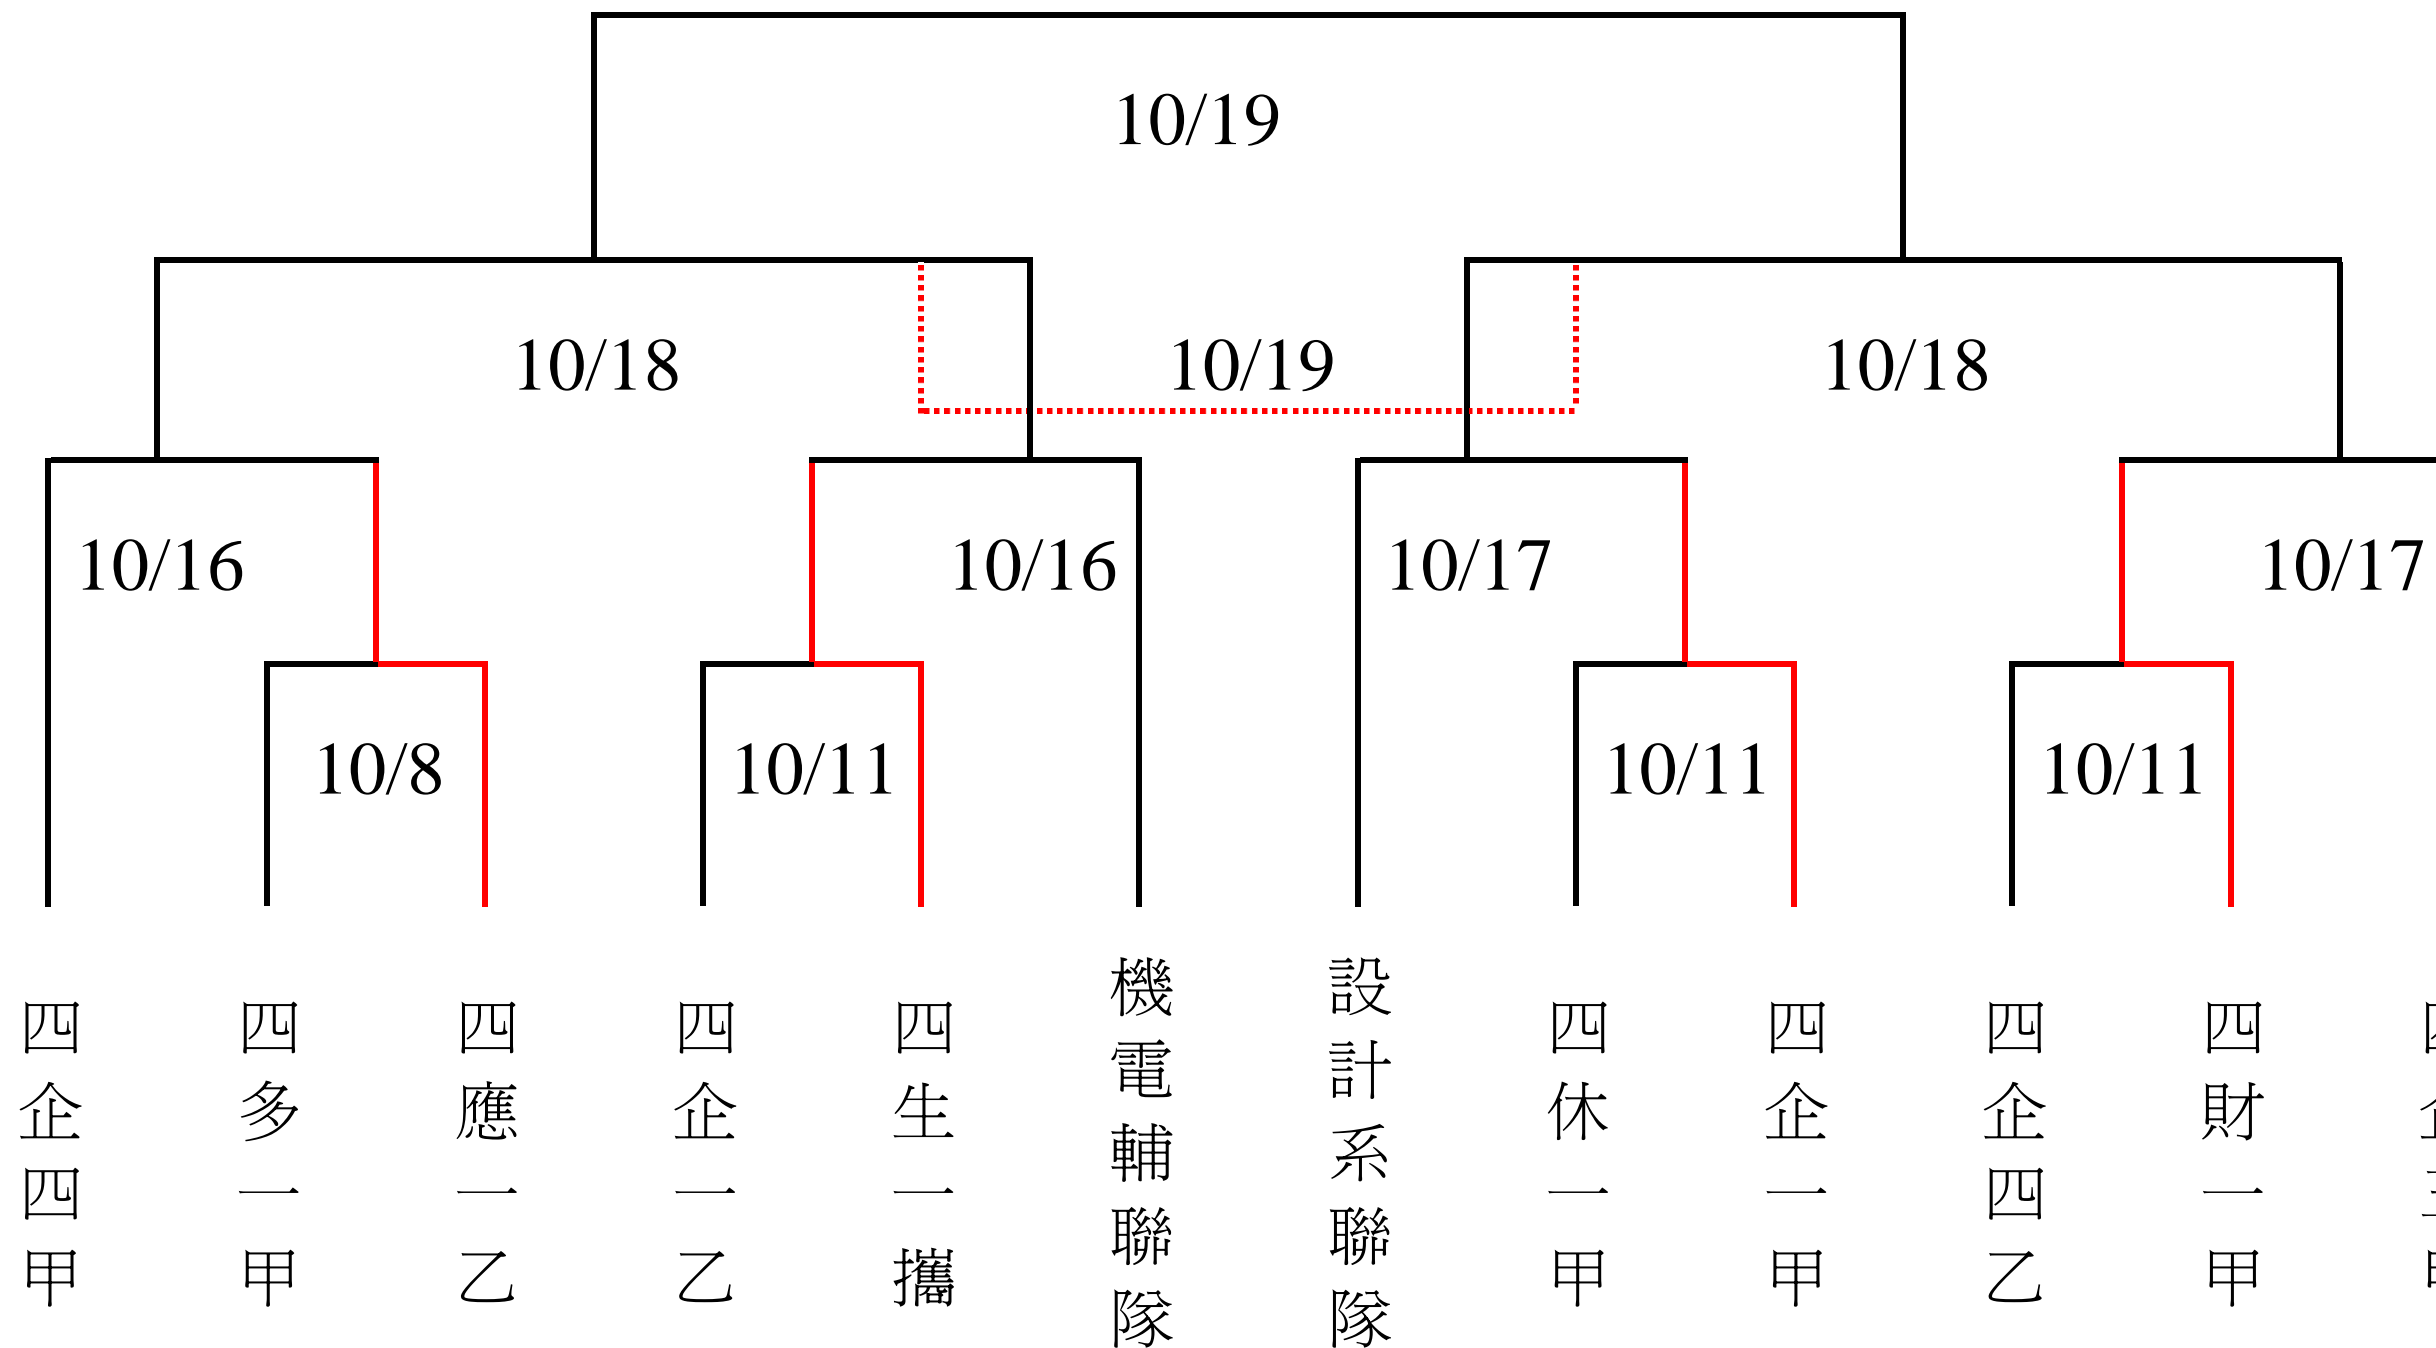 10/19
10/18
10/19
10/18
10/16
10/16
10/17
10/17
10/8
10/11
10/11
10/11
四企四甲
四多一甲
四應一乙
四企一乙
四生一攜
機電輔聯隊
設計系聯隊
四休一甲
四企一甲
四企四乙
四財一甲